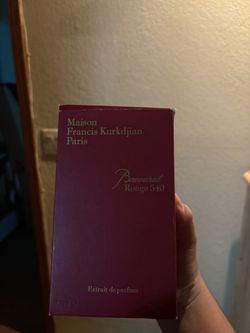 Maison
Francis Kurkdjian
Paris
Baccarat
Rouge 540
Extrait de parfum